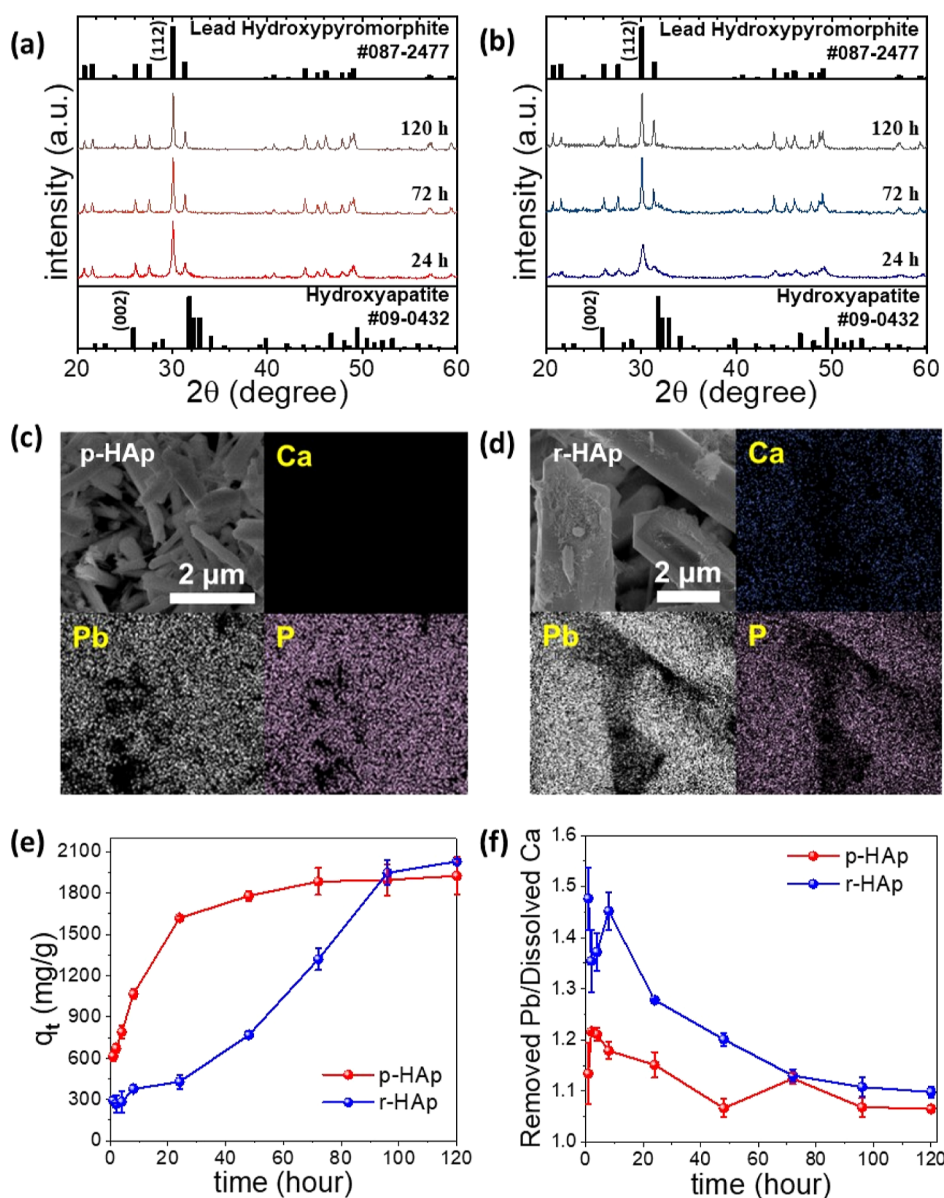 (a)
Lead Hydroxypyromorphite
#087-2477
(112)
120 h
72 h
24 h
(002)
Hydroxyapatite
#09-0432
intensity (a.u.)
20 30 40 50 60
2θ (degree)
(b)
Lead Hydroxypyromorphite
#087-2477
(112)
120 h
72 h
24 h
(002)
Hydroxyapatite
#09-0432
intensity (a.u.)
20 30 40 50 60
2θ (degree)
(c)
p-HAp
Ca
2 μm
Pb
P
(d)
r-HAp
Ca
2 μm
Pb
P
(e)
2100
1800
1500
1200
900
600
300
0
qt (mg/g)
p-HAp
r-HAp
0 20 40 60 80 100 120
time (hour)
(f)
1.6
1.5
1.4
1.3
1.2
1.1
1.0
Removed Pb/Dissolved Ca
p-HAp
r-HAp
0 20 40 60 80 100 120
time (hour)